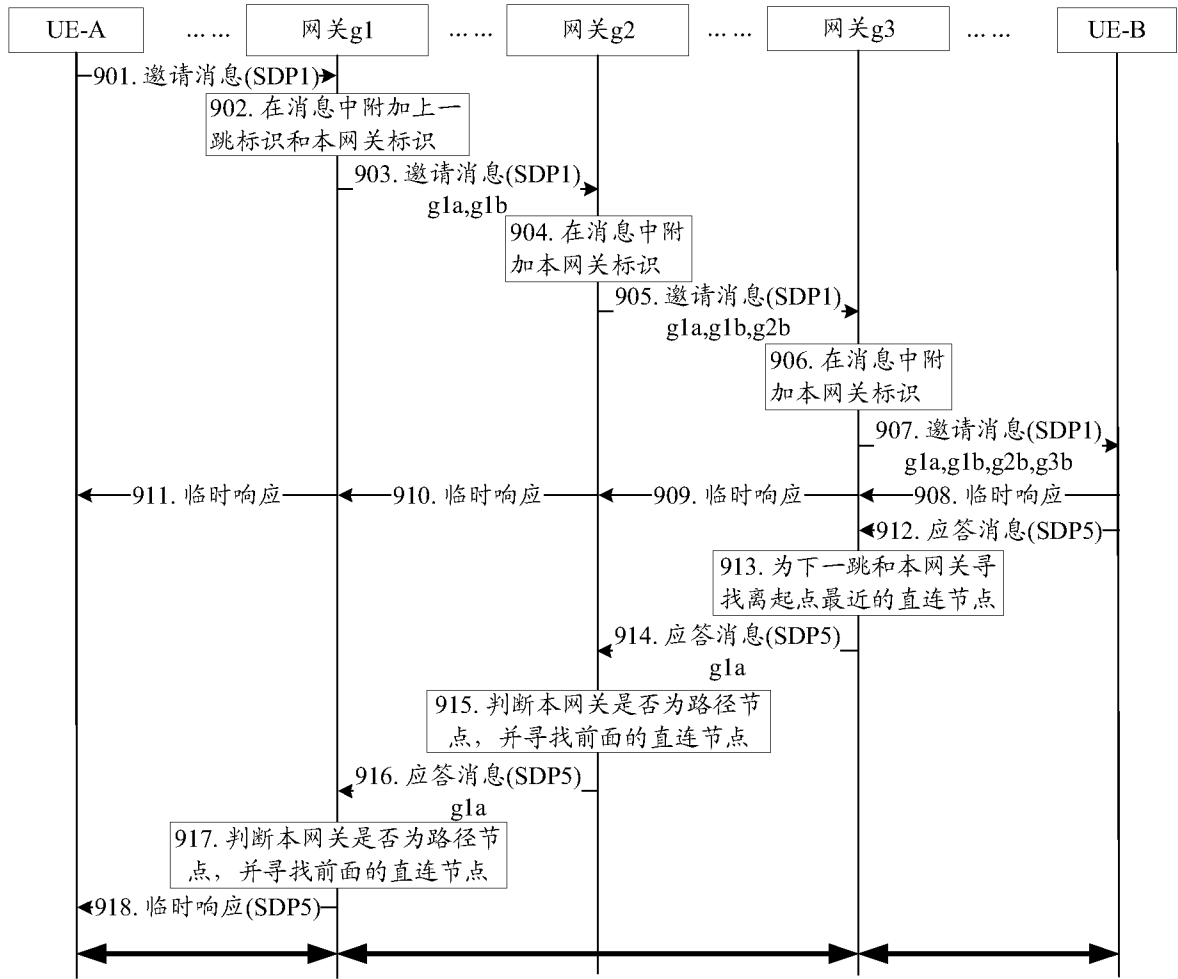 UE-A …… 网关g1 …… 网关g2 …… 网关g3 …… UE-B
901. 邀请消息(SDP1)
902. 在消息中附加上一
跳标识和本网关标识
903. 邀请消息(SDP1)
g1a,g1b
904. 在消息中附
加本网关标识
905. 邀请消息(SDP1)
g1a,g1b,g2b
906. 在消息中附
加本网关标识
907. 邀请消息(SDP1)
g1a,g1b,g2b,g3b
911. 临时响应 910. 临时响应 909. 临时响应 908. 临时响应
912. 应答消息(SDP5)
913. 为下一跳和本网关寻
找离起点最近的直连节点
914. 应答消息(SDP5)
g1a
915. 判断本网关是否为路径节
点，并寻找前面的直连节点
916. 应答消息(SDP5)
g1a
917. 判断本网关是否为路径节
点，并寻找前面的直连节点
918. 临时响应(SDP5)